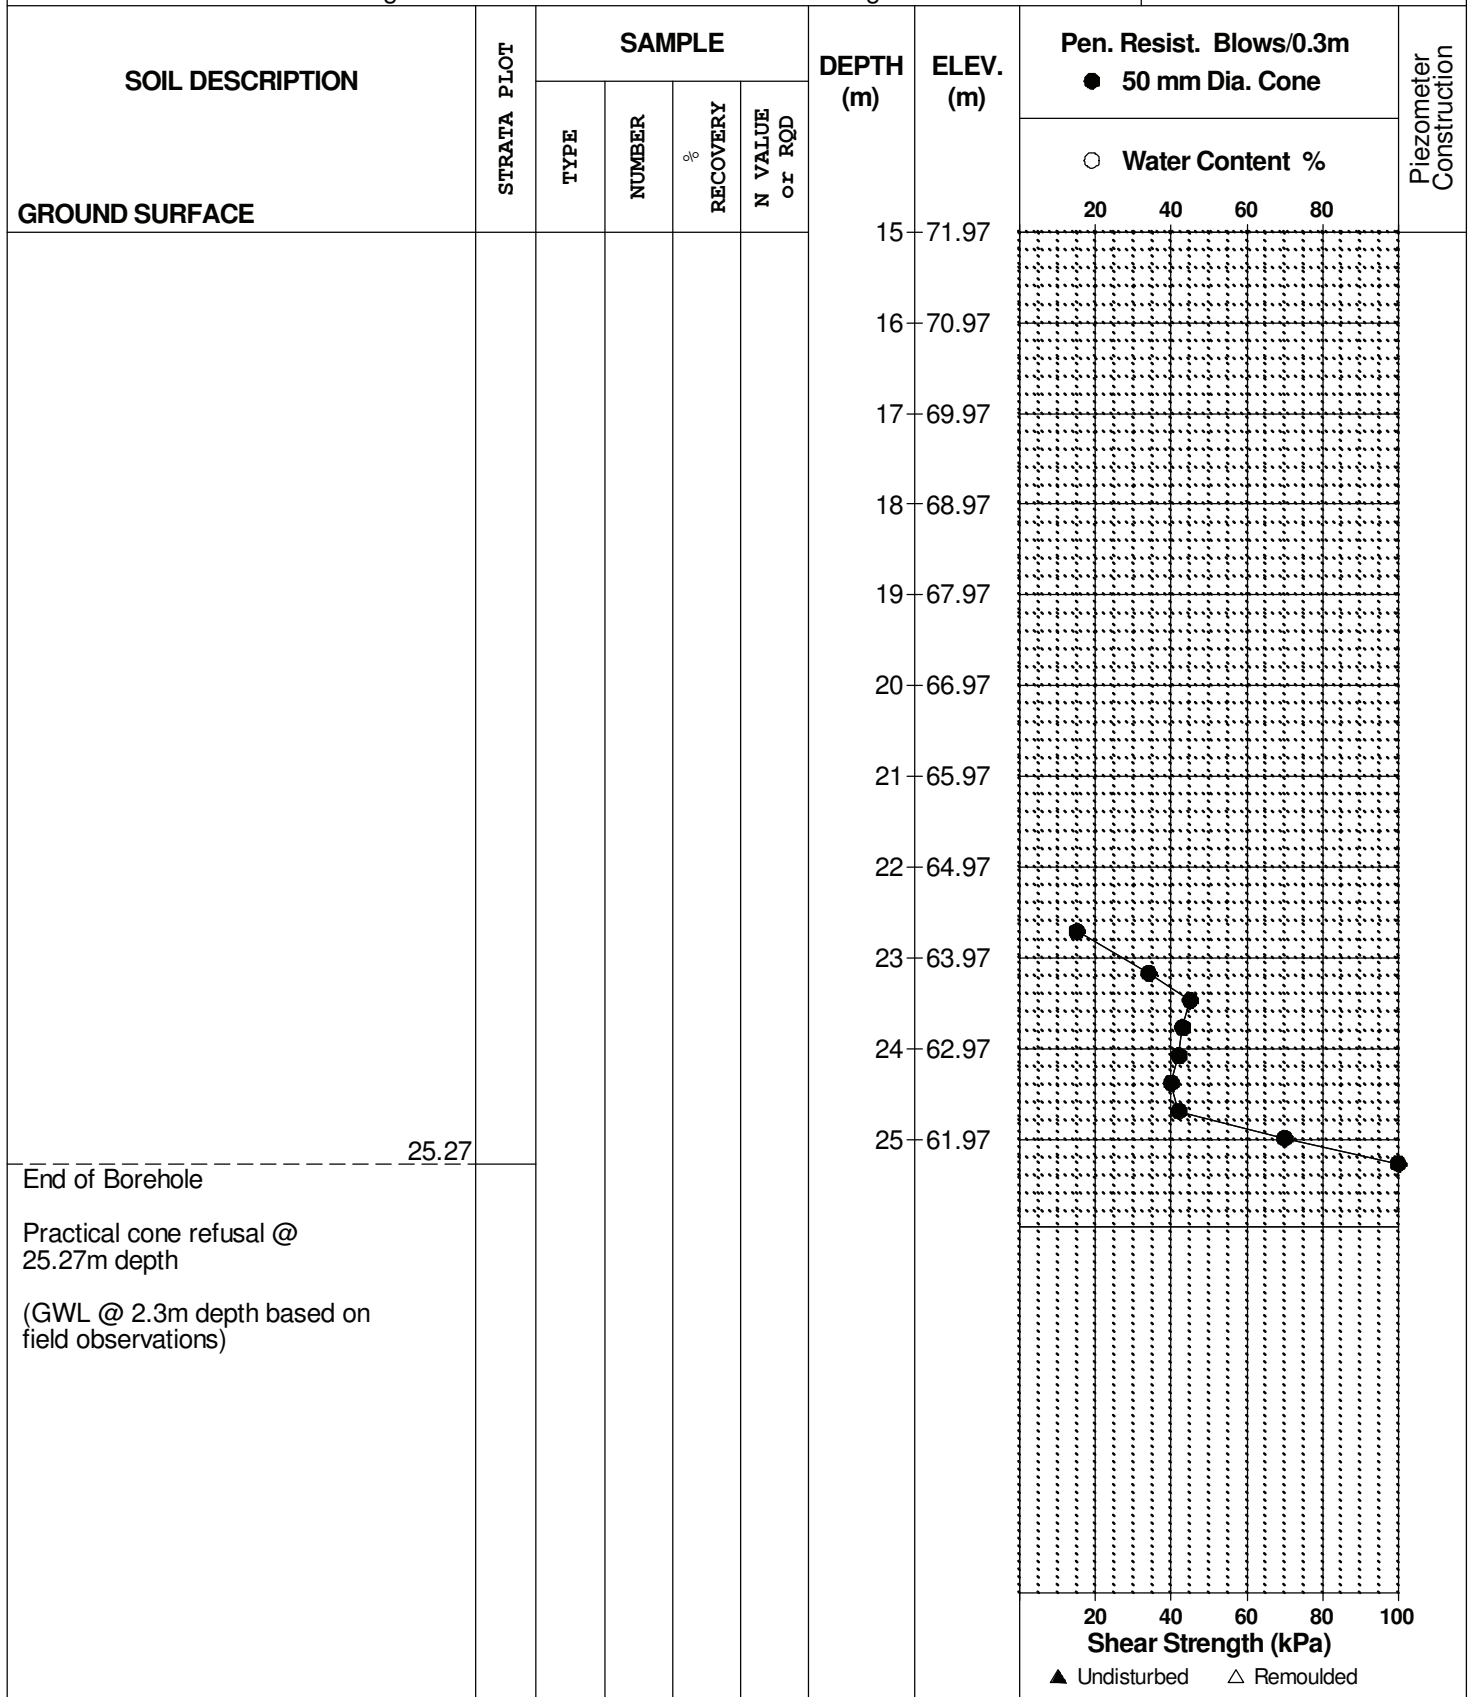 SOIL DESCRIPTION
GROUND SURFACE
STRATA PLOT
SAMPLE
TYPE
NUMBER
%
RECOVERY
N VALUE
or RQD
DEPTH
(m)
ELEV.
(m)
Pen. Resist. Blows/0.3m
● 50 mm Dia. Cone
○ Water Content %
20 40 60 80
Piezometer
Construction
15 71.97
16 70.97
17 69.97
18 68.97
19 67.97
20 66.97
21 65.97
22 64.97
23 63.97
24 62.97
25 61.97
25.27
End of Borehole
Practical cone refusal @
25.27m depth
(GWL @ 2.3m depth based on
field observations)
20 40 60 80 100
Shear Strength (kPa)
▲ Undisturbed △ Remoulded